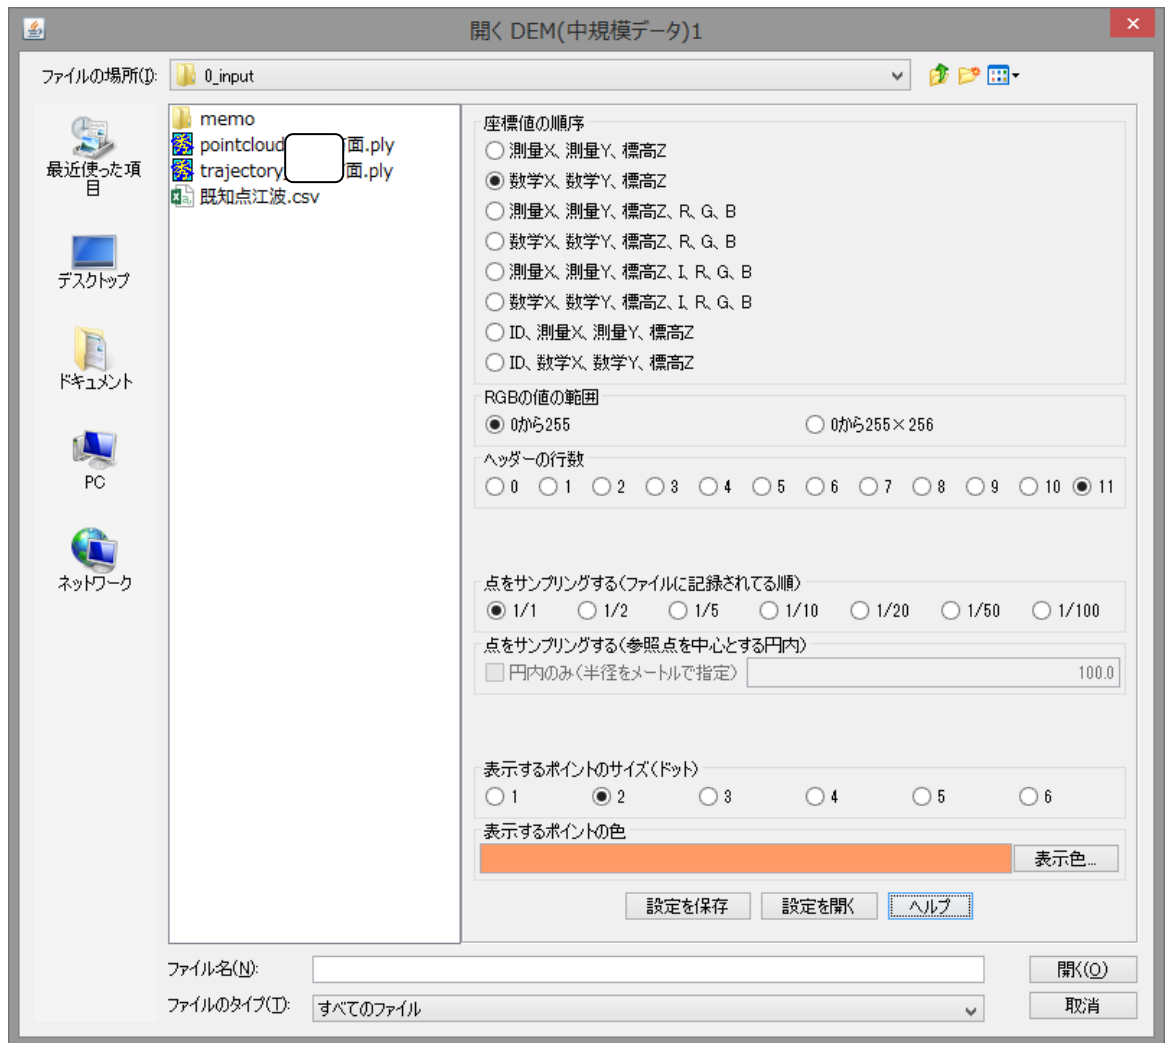 開く DEM(中規模データ)1
ファイルの場所(I): 0_input
最近使った項目
デスクトップ
ドキュメント
PC
ネットワーク
memo
pointcloud 面.ply
trajectory_ 面.ply
既知点江波.csv
座標値の順序
測量X、測量Y、標高Z
数学X、数学Y、標高Z
測量X、測量Y、標高Z、R、G、B
数学X、数学Y、標高Z、R、G、B
測量X、測量Y、標高Z、I、R、G、B
数学X、数学Y、標高Z、I、R、G、B
ID、測量X、測量Y、標高Z
ID、数学X、数学Y、標高Z
RGBの値の範囲
0から255 0から255×256
ヘッダーの行数
0 1 2 3 4 5 6 7 8 9 10 11
点をサンプリングする(ファイルに記録されてる順)
1/1 1/2 1/5 1/10 1/20 1/50 1/100
点をサンプリングする(参照点を中心とする円内)
円内のみ(半径をメートルで指定) 100.0
表示するポイントのサイズ(ドット)
1 2 3 4 5 6
表示するポイントの色
表示色...
設定を保存 設定を開く ヘルプ
ファイル名(N): 開く(O)
ファイルのタイプ(T): すべてのファイル 取消